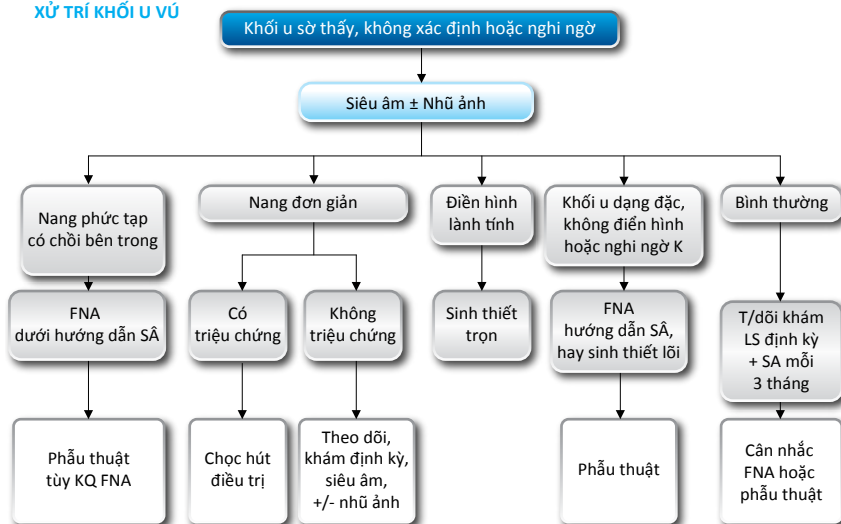 XỬ TRÍ KHỐI U VÚ
Khối u sờ thấy, không xác định hoặc nghi ngờ
Siêu âm ± Nhũ ảnh
Nang phức tạp
có chồi bên trong
Nang đơn giản
Điền hình
lành tính
Khối u dạng đặc,
không điển hình
hoặc nghi ngờ K
Bình thường
FNA
dưới hướng dẫn SÂ
Có
triệu chứng
Không
triệu chứng
Sinh thiết
trọn
FNA
hướng dẫn SÂ,
hay sinh thiết lõi
T/dõi khám
LS định kỳ
+ SA mỗi
3 tháng
Phẫu thuật
tùy KQ FNA
Chọc hút
điều trị
Theo dõi,
khám định kỳ,
siêu âm,
+/- nhũ ảnh
Phẫu thuật
Cân nhắc
FNA hoặc
phẫu thuật